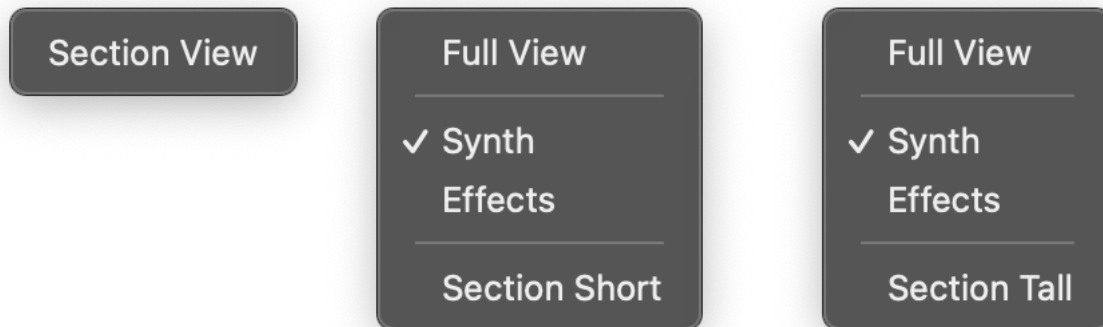 Section View
Full View
✓ Synth
Effects
Section Short
Full View
✓ Synth
Effects
Section Tall